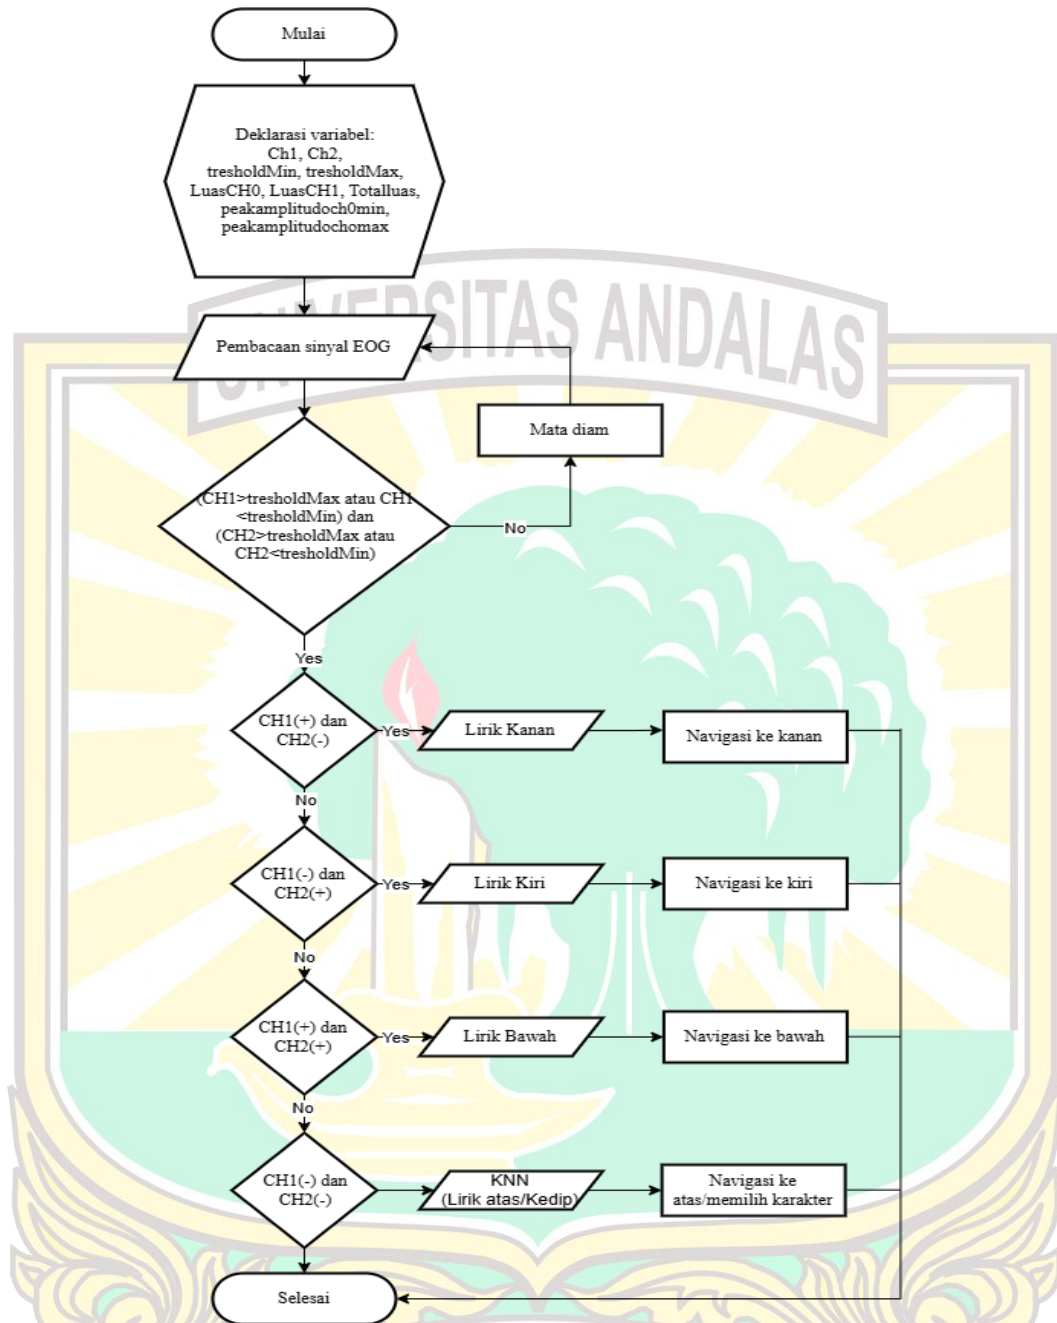 Mulai
Deklarasi variabel:
Ch1, Ch2,
tresholdMin, tresholdMax,
LuasCH0, LuasCH1, Totalluas,
peakamplitudoch0min,
peakamplitudochomax
UNIVERSITAS ANDALAS
Pembacaan sinyal EOG
Mata diam
(CH1>tresholdMax atau CH1
<tresholdMin) dan
(CH2>tresholdMax atau
CH2<tresholdMin)
No
Yes
CH1(+) dan
CH2(-)
Yes
Lirik Kanan
Navigasi ke kanan
No
CH1(-) dan
CH2(+)
Yes
Lirik Kiri
Navigasi ke kiri
No
CH1(+) dan
CH2(+)
Yes
Lirik Bawah
Navigasi ke bawah
No
CH1(-) dan
CH2(-)
KNN
(Lirik atas/Kedip)
Navigasi ke
atas/memilih karakter
Selesai